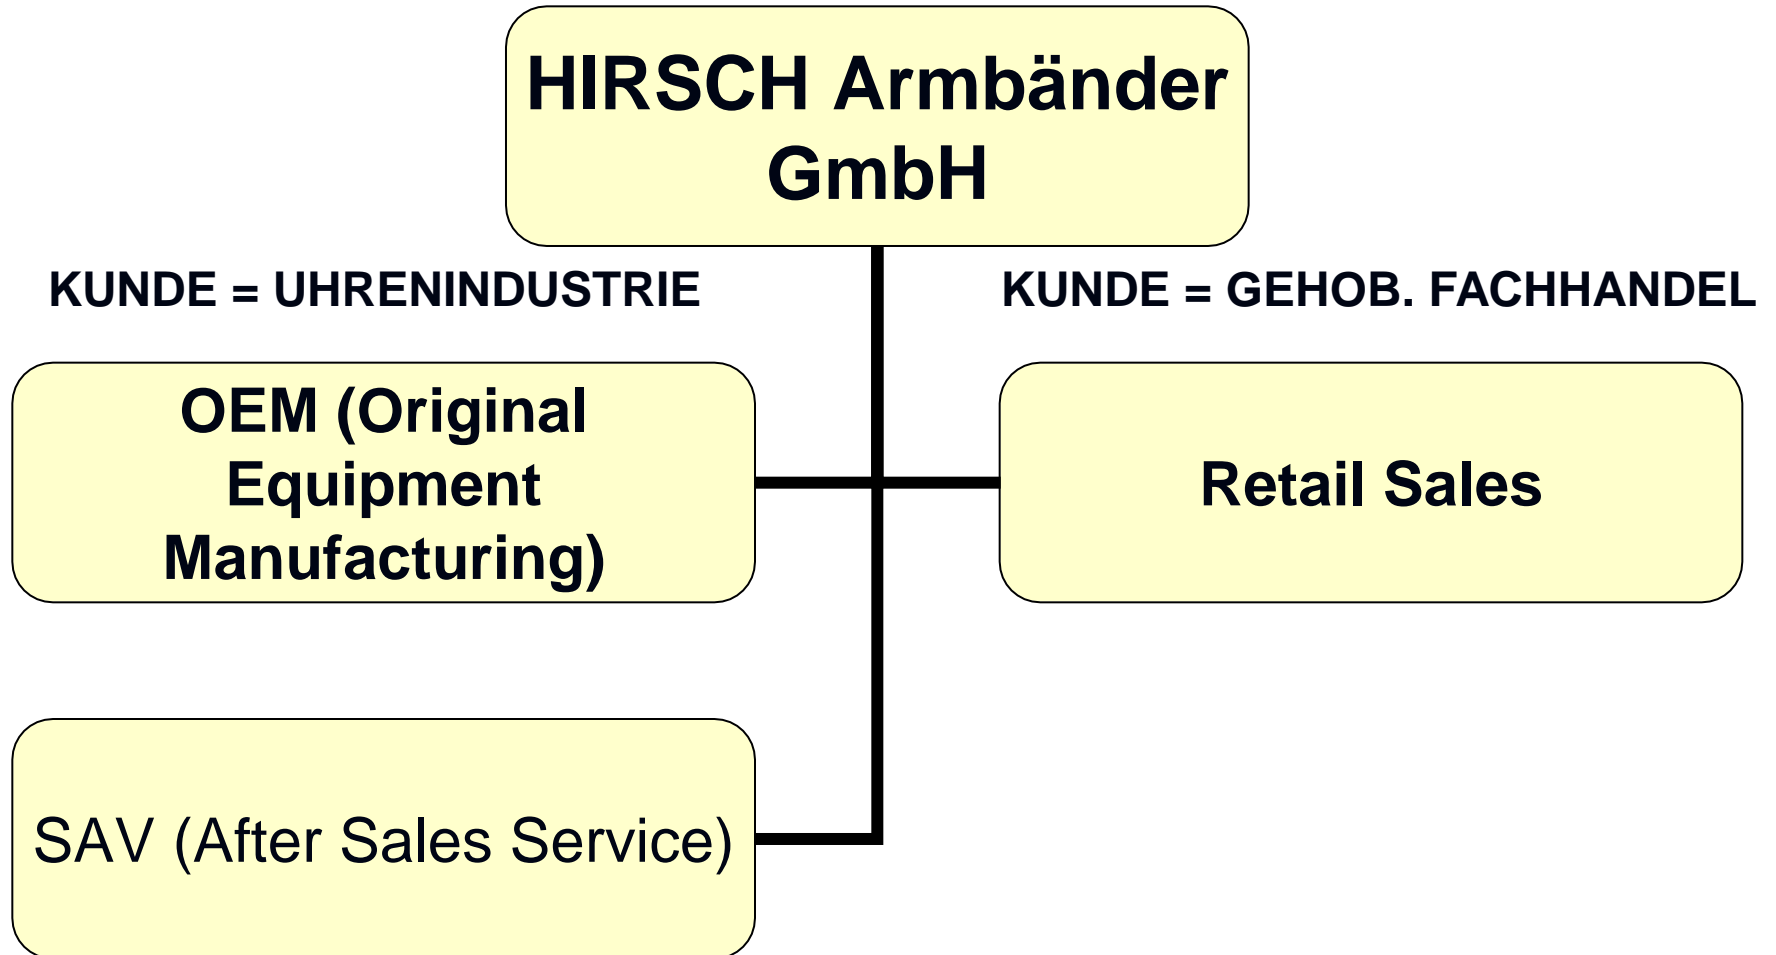 HIRSCH Armbänder
GmbH
KUNDE = UHRENINDUSTRIE
KUNDE = GEHOB. FACHHANDEL
OEM (Original
Equipment
Manufacturing)
Retail Sales
SAV (After Sales Service)